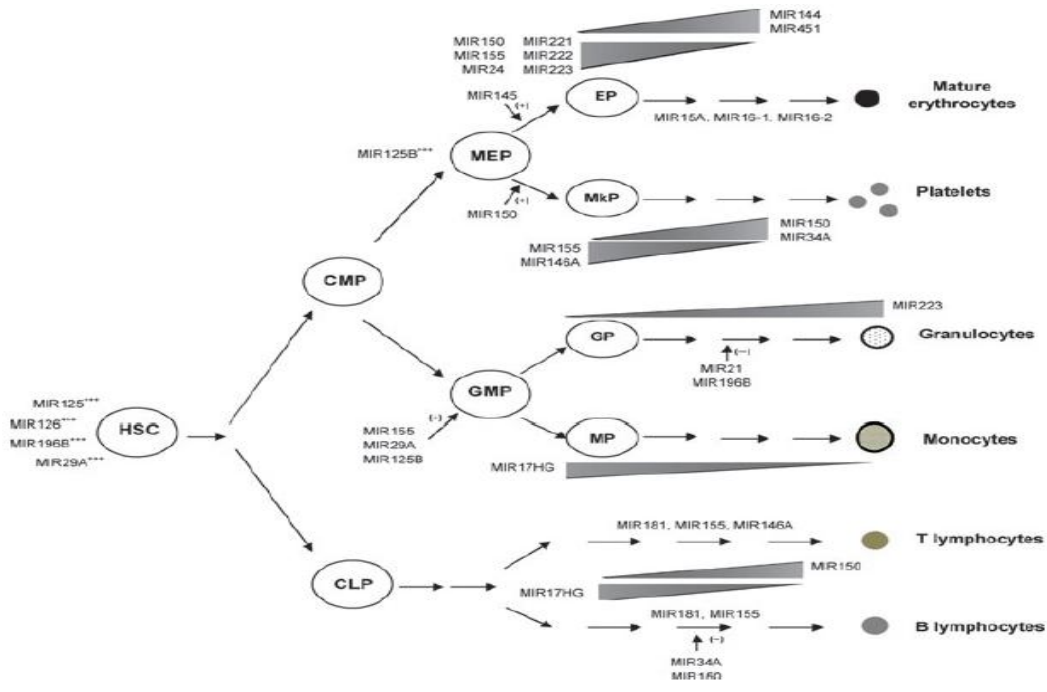 MIR144
MIR451
MIR150 MIR221
MIR155 MIR222
MIR24 MIR223
MIR145
(+)
EP
MIR15A, MIR16-1, MIR16-2
Mature
erythrocytes
MIR125B***
MEP
(+)
MIR150
MkP
Platelets
MIR150
MIR34A
MIR155
MIR146A
CMP
MIR223
GP
Granulocytes
(−)
MIR21
MIR196B
GMP
(-)
MIR155
MIR29A
MIR125B
MIR125***
MIR126***
MIR196B***
MIR29A***
HSC
MP
Monocytes
MIR17HG
MIR181, MIR155, MIR146A
T lymphocytes
MIR150
CLP
MIR17HG
MIR181, MIR155
B lymphocytes
(−)
MIR34A
MIR150